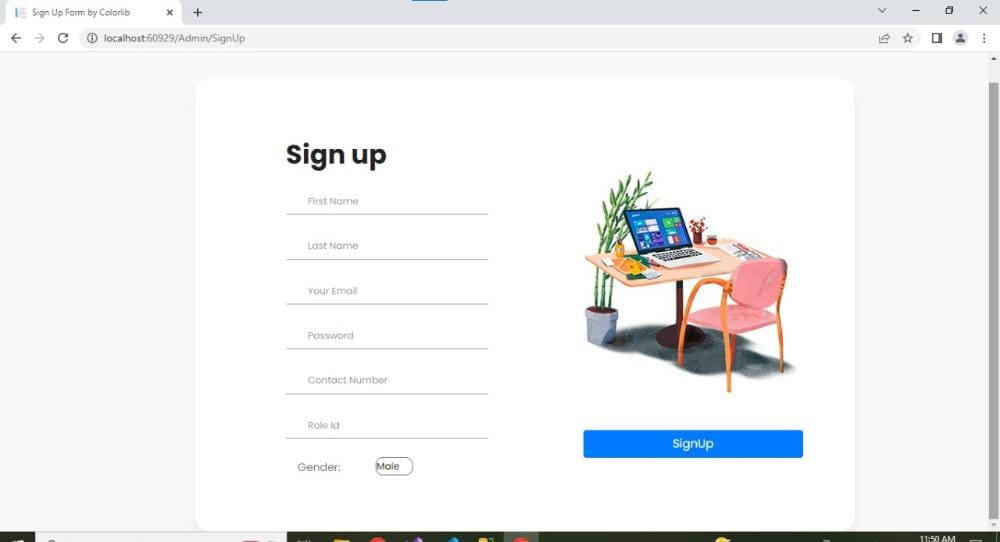 Sign Up Form by Colorlib
localhost:60929/Admin/SignUp
Sign up
First Name
Last Name
Your Email
Password
Contact Number
Role Id
Gender:
Male
SignUp
11:50 AM